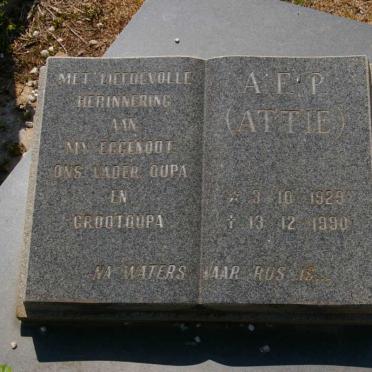 MET LIEFDEVOLLE
HERINNERING
AAN
MY EGGENOOT
ONS VADER OUPA
EN
GROOTOUPA
A.E.P.
(ATTIE)
* 3.10.1929
† 13.12.1990
...NA WATERS WAAR RUS IS...